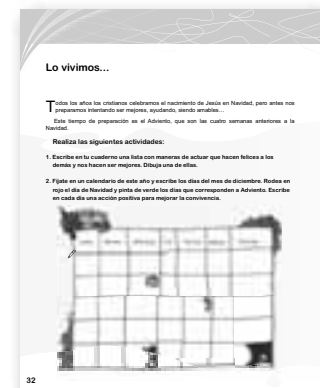 Lo vivimos...
Todos los años los cristianos celebramos el nacimiento de Jesús en Navidad, pero antes nos
preparamos intentando ser mejores, ayudando, siendo amables...
Este tiempo de preparación es el Adviento, que son las cuatro semanas anteriores a la
Navidad.
Realiza las siguientes actividades:
1. Escribe en tu cuaderno una lista con maneras de actuar que hacen felices a los
demás y nos hacen ser mejores. Dibuja una de ellas.
2. Fíjate en un calendario de este año y escribe los días del mes de diciembre. Rodea en
rojo el día de Navidad y pinta de verde los días que corresponden a Adviento. Escribe
en cada día una acción positiva para mejorar la convivencia.
32